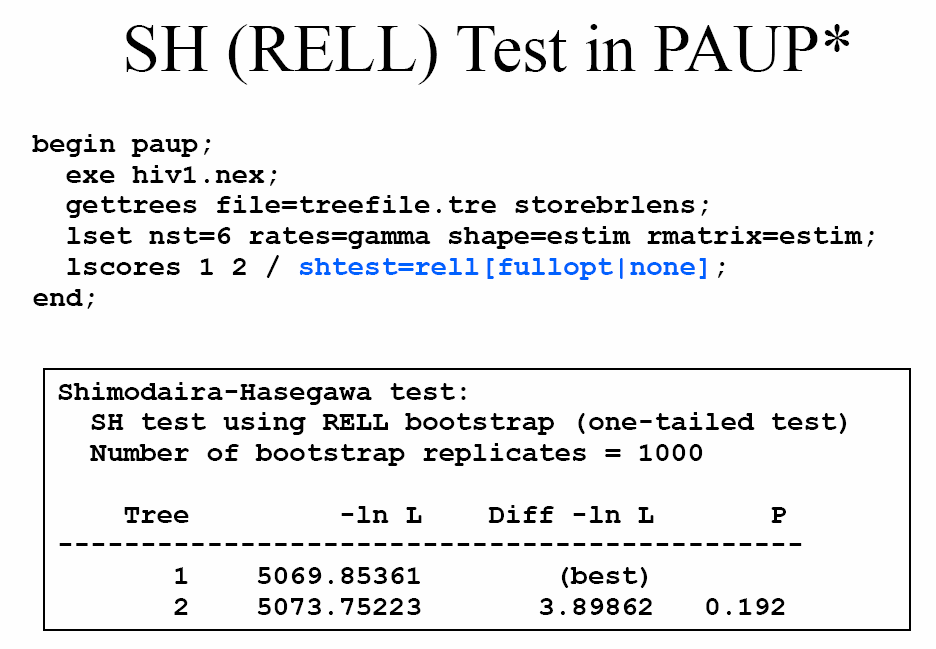 SH (RELL) Test in PAUP*
begin paup;
exe hiv1.nex;
gettrees file=treefile.tre storebrlens;
lset nst=6 rates=gamma shape=estim rmatrix=estim;
lscores 1 2 / shtest=rell[fullopt|none];
end;
Shimodaira-Hasegawa test:
SH test using RELL bootstrap (one-tailed test)
Number of bootstrap replicates = 1000
Tree -ln L Diff -ln L P
---------------------------------------------
1 5069.85361 (best)
2 5073.75223 3.89862 0.192